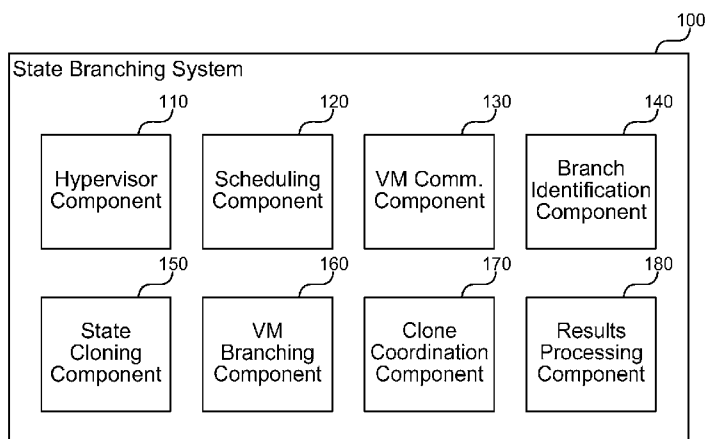 100
State Branching System
110
120
130
140
Hypervisor
Component
Scheduling
Component
VM Comm.
Component
Branch
Identification
Component
150
160
170
180
State
Cloning
Component
VM
Branching
Component
Clone
Coordination
Component
Results
Processing
Component